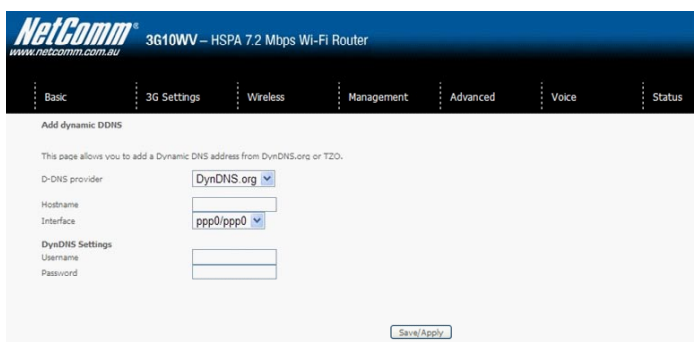 NetComm® 3G10WV – HSPA 7.2 Mbps Wi-Fi Router
www.netcomm.com.au
Basic 3G Settings Wireless Management Advanced Voice Status
Add dynamic DDNS
This page allows you to add a Dynamic DNS address from DynDNS.org or TZO.
D-DNS provider DynDNS.org
Hostname
Interface ppp0/ppp0
DynDNS Settings
Username
Password
Save/Apply